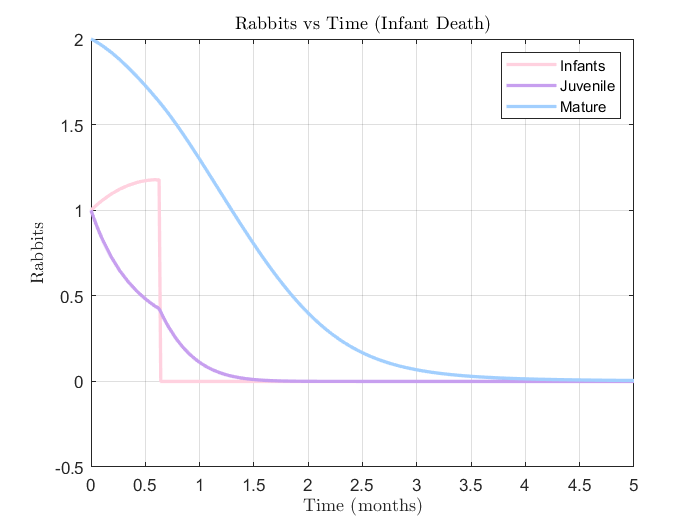 Rabbits vs Time (Infant Death)
Infants
Juvenile
Mature
2
1.5
1
0.5
0
-0.5
Rabbits
0 0.5 1 1.5 2 2.5 3 3.5 4 4.5 5
Time (months)